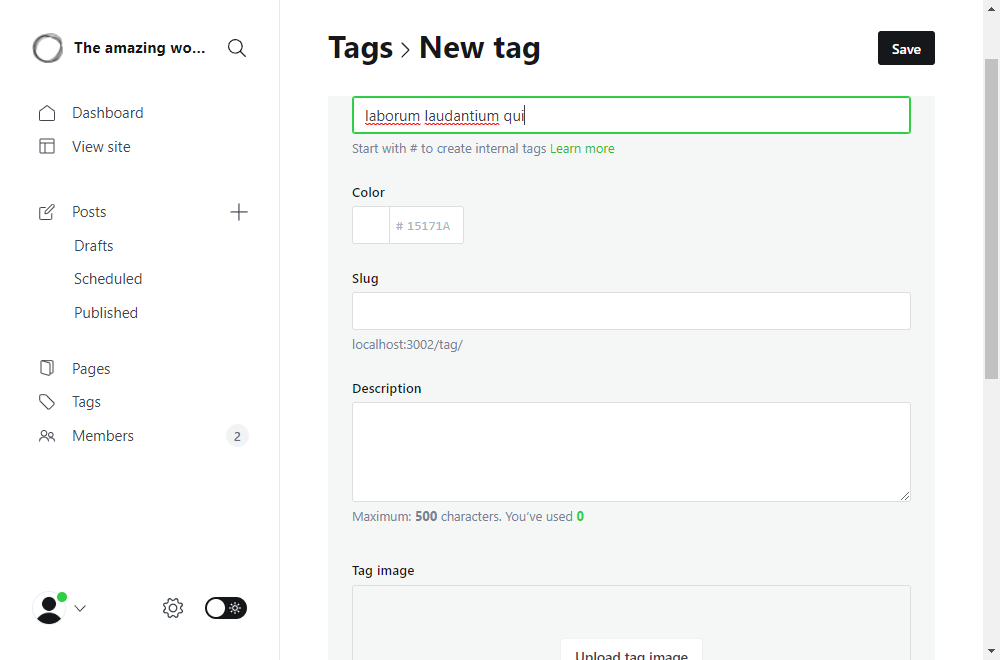 The amazing wo...
Dashboard
View site
Posts
Drafts
Scheduled
Published
Pages
Tags
Members 2
Tags > New tag
Save
laborum laudantium qui
Start with # to create internal tags Learn more
Color
# 15171A
Slug
localhost:3002/tag/
Description
Maximum: 500 characters. You’ve used 0
Tag image
Upload tag image